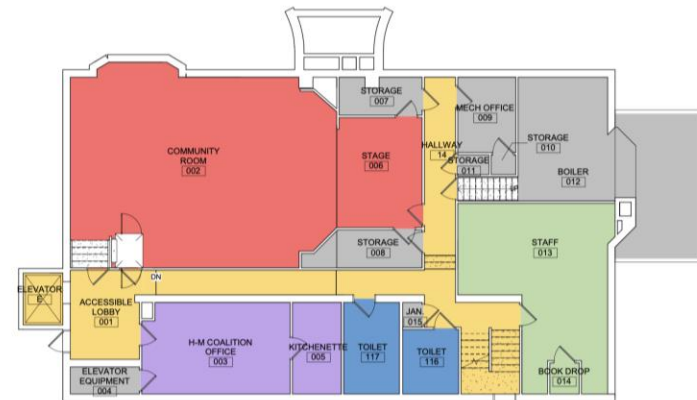 STORAGE
007
MECH OFFICE
009
STORAGE
010
HALLWAY
14
COMMUNITY
ROOM
002
STAGE
006
STORAGE
011
BOILER
012
UP
STORAGE
008
STAFF
013
DN
ELEVATOR
ACCESSIBLE
LOBBY
001
JAN.
015
H-M COALITION
OFFICE
003
KITCHENETTE
005
TOILET
117
TOILET
116
ELEVATOR
EQUIPMENT
004
BOOK DROP
014